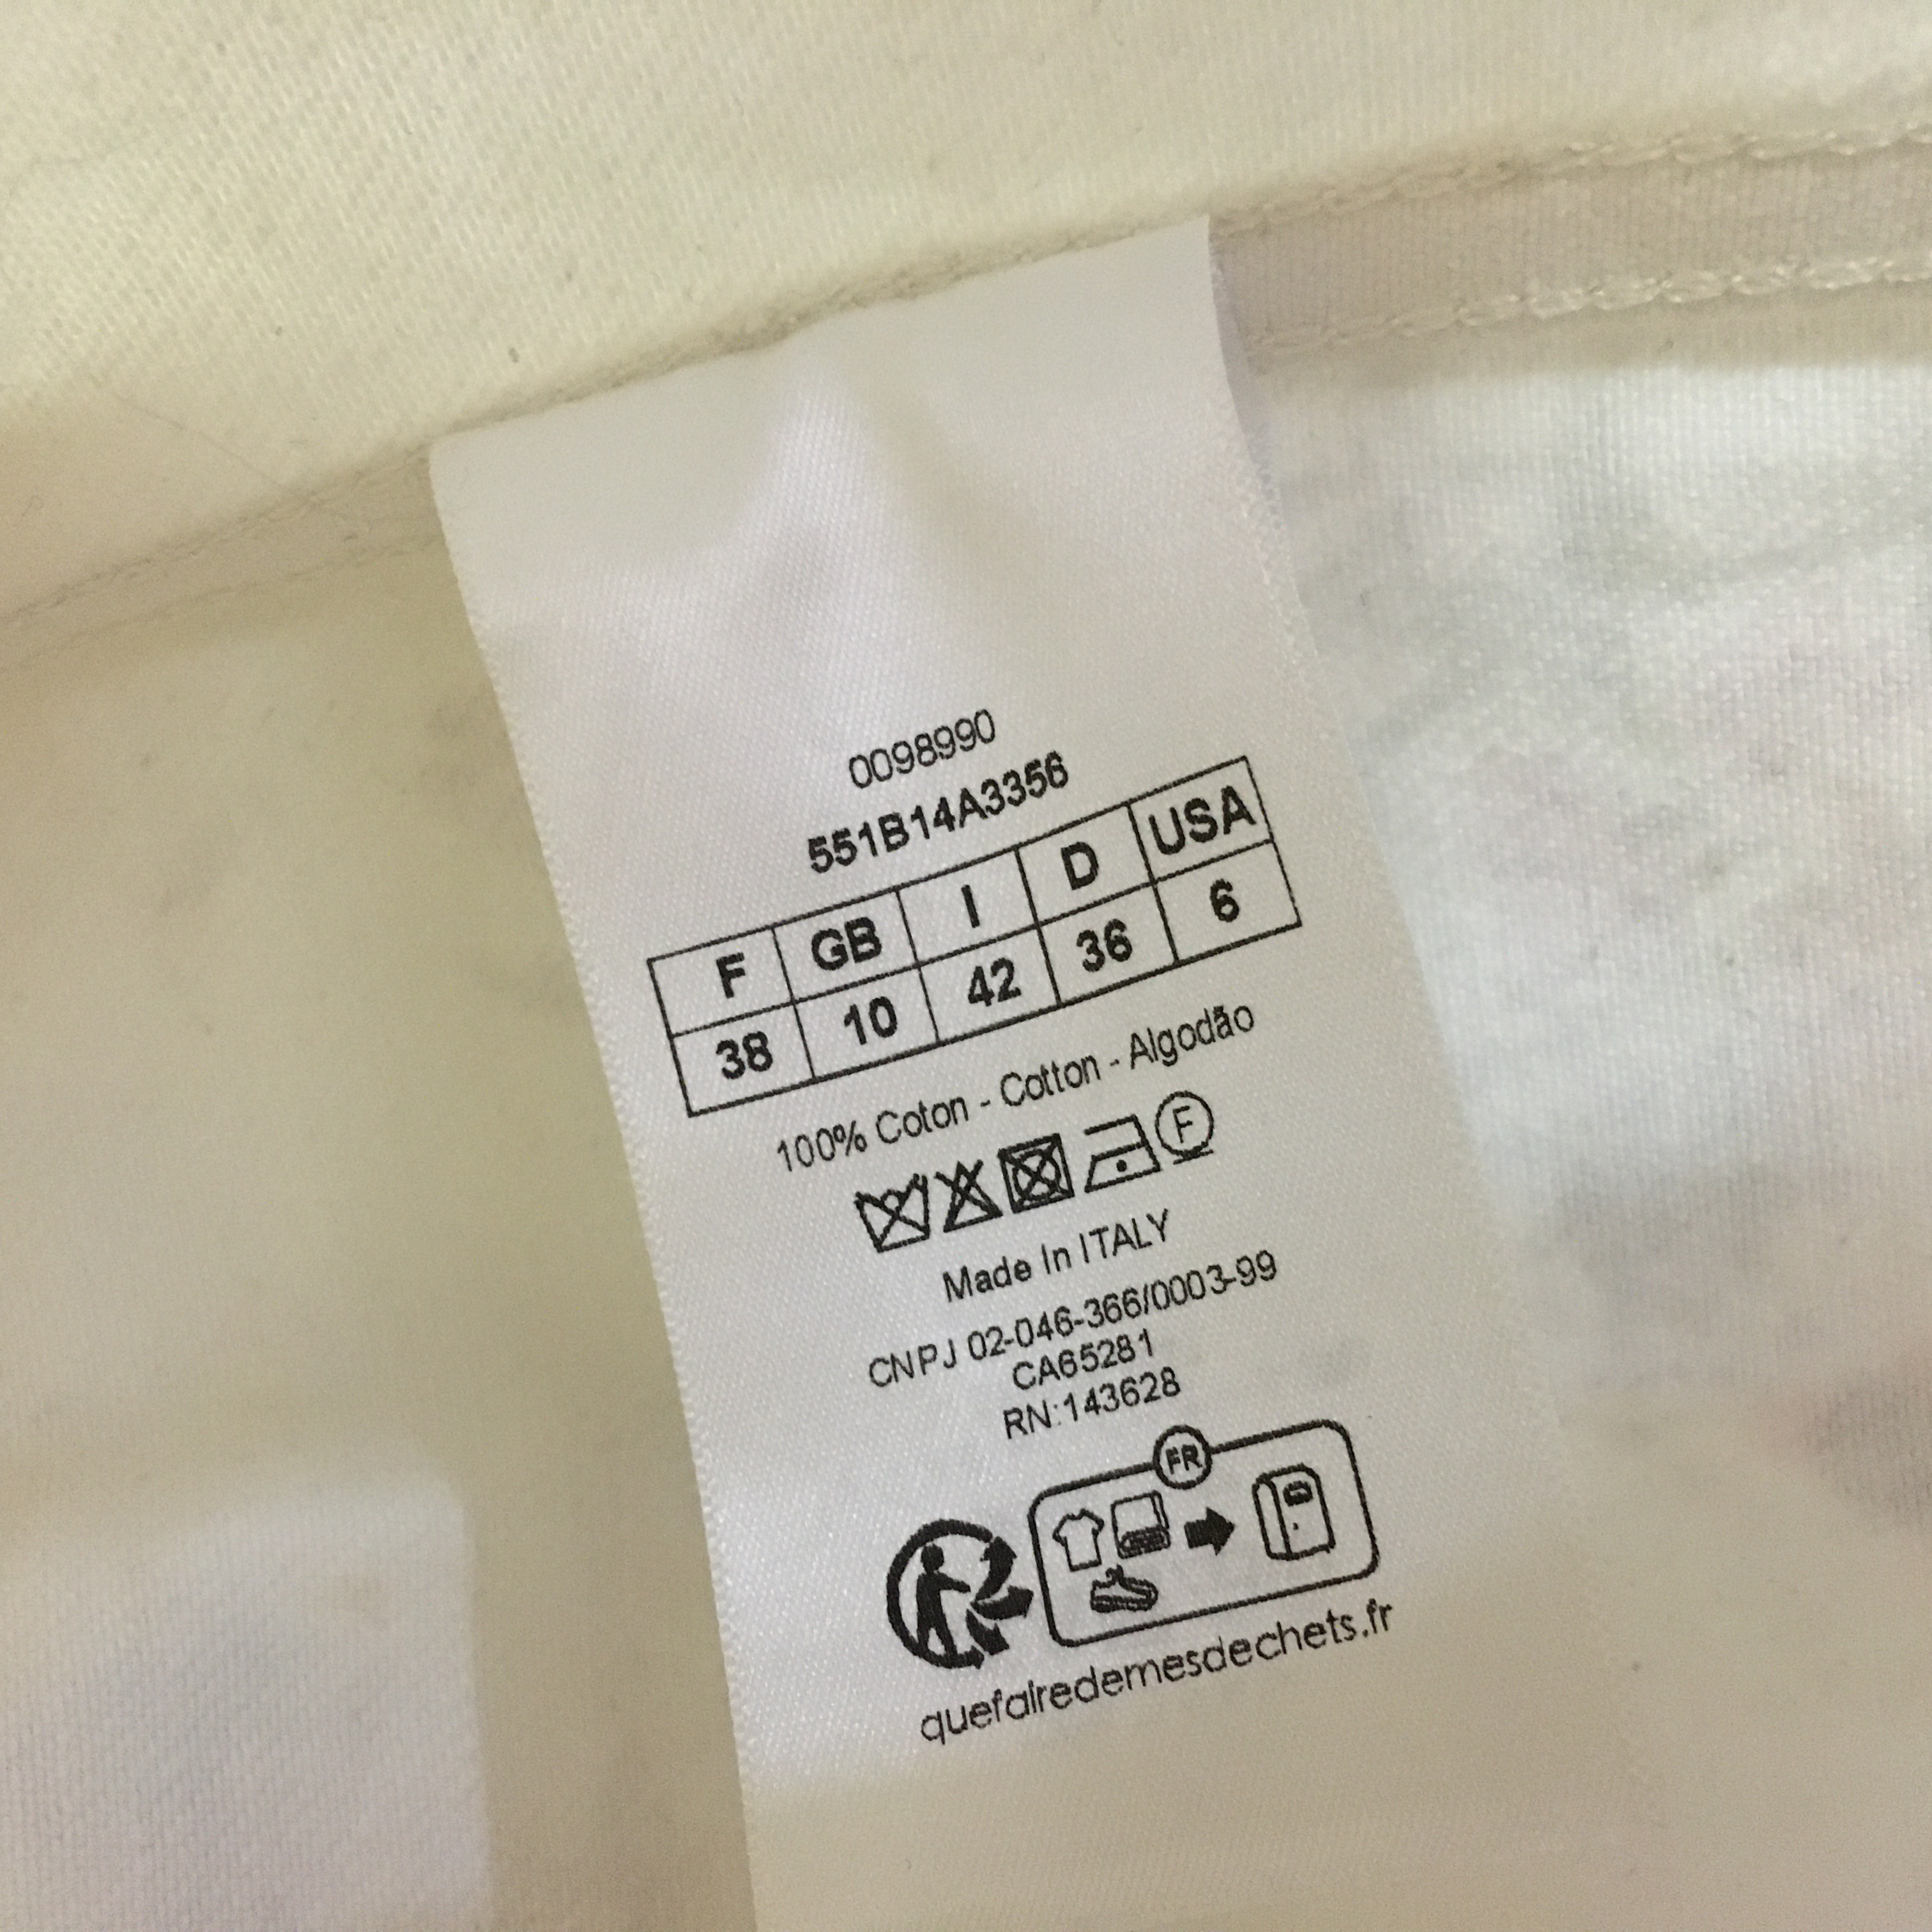 0098990
551B14A3356
F GB I D USA
38 10 42 36 6
100% Coton - Cotton - Algodão
F
Made In ITALY
CNPJ 02-046-366/0003-99
CA65281
RN:143628
FR
quefairedemesdechets.fr